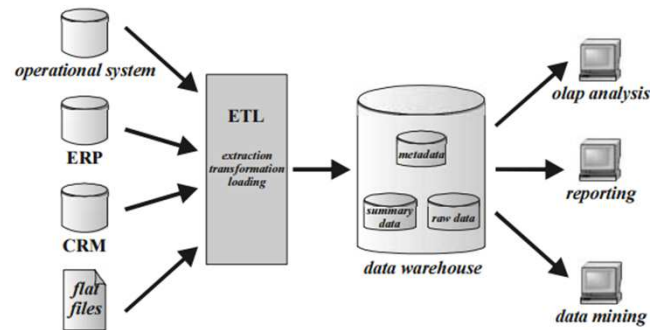 operational system
ERP
CRM
flat
files
ETL
extraction
transformation
loading
metadata
summary
data
raw data
data warehouse
olap analysis
reporting
data mining